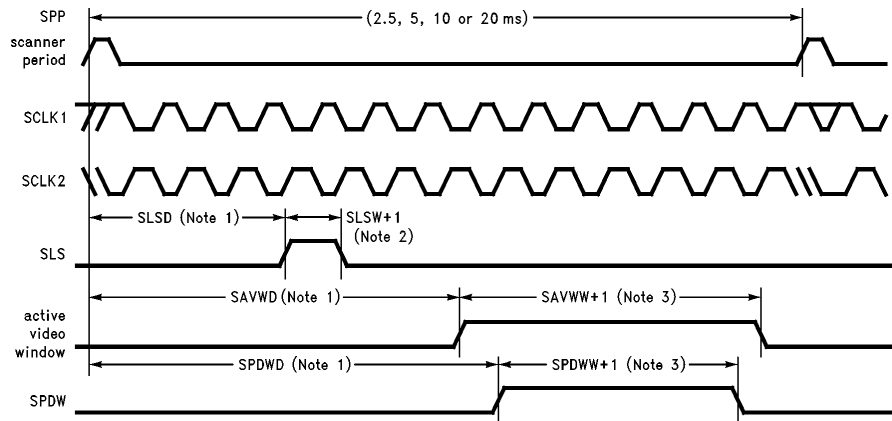 SPP
(2.5, 5, 10 or 20 ms)
scanner
period
SCLK1
SCLK2
SLSD (Note 1)
SLSW+1
(Note 2)
SLS
SAVWD (Note 1)
SAVWW+1 (Note 3)
active
video
window
SPDWD (Note 1)
SPDWW+1 (Note 3)
SPDW